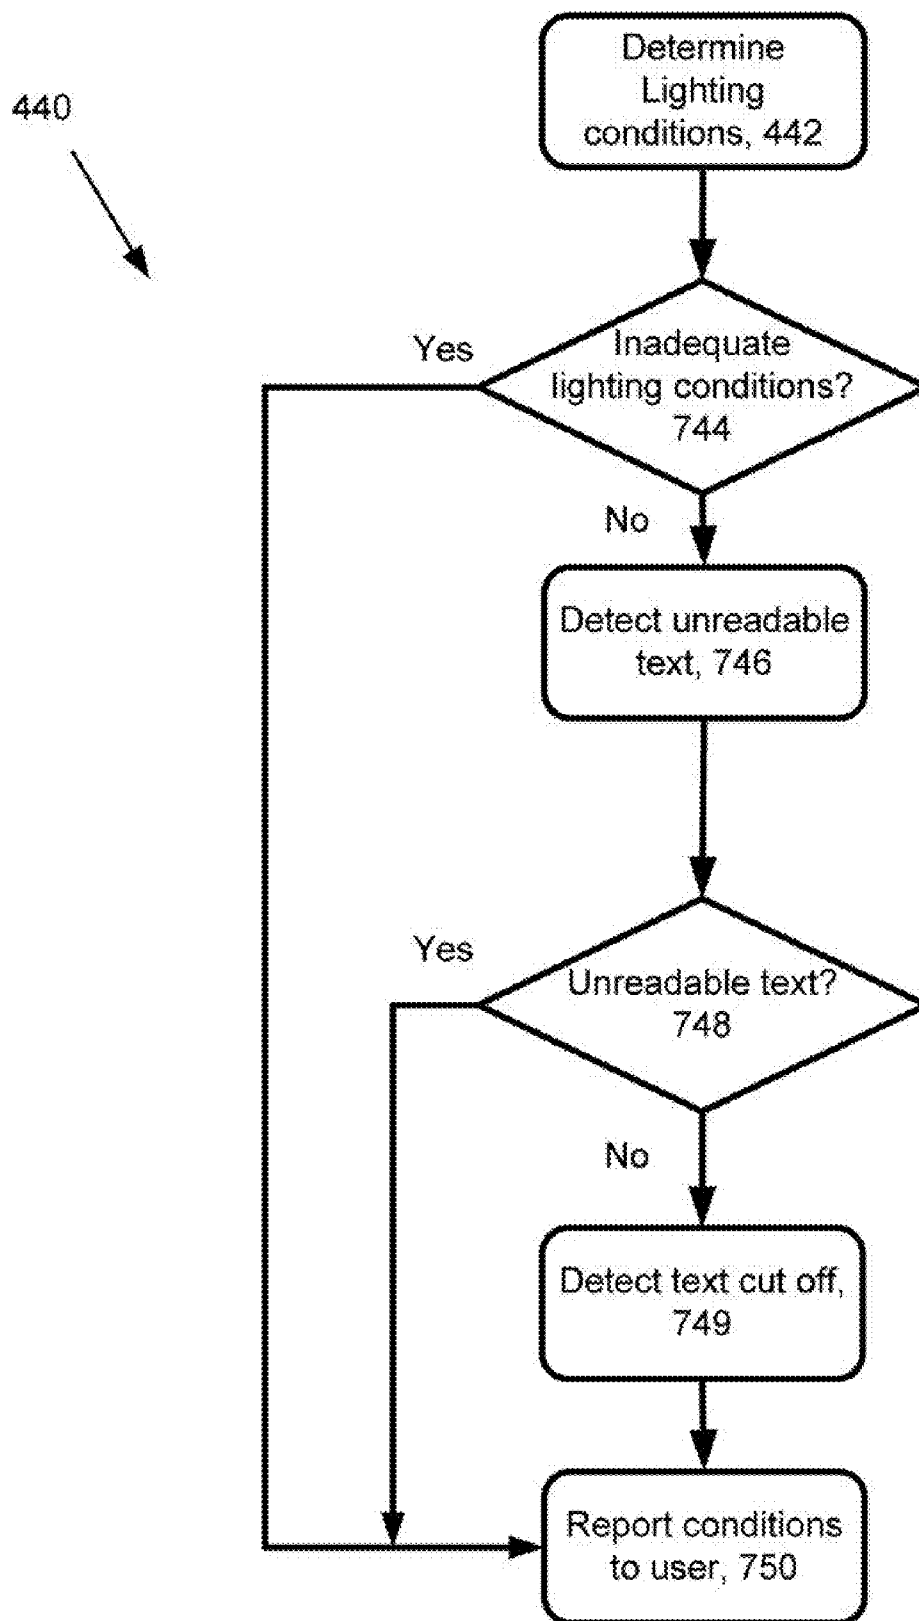 Determine
Lighting
conditions, 442
440
Yes
Inadequate
lighting conditions?
744
No
Detect unreadable
text, 746
Yes
Unreadable text?
748
No
Detect text cut off,
749
Report conditions
to user, 750